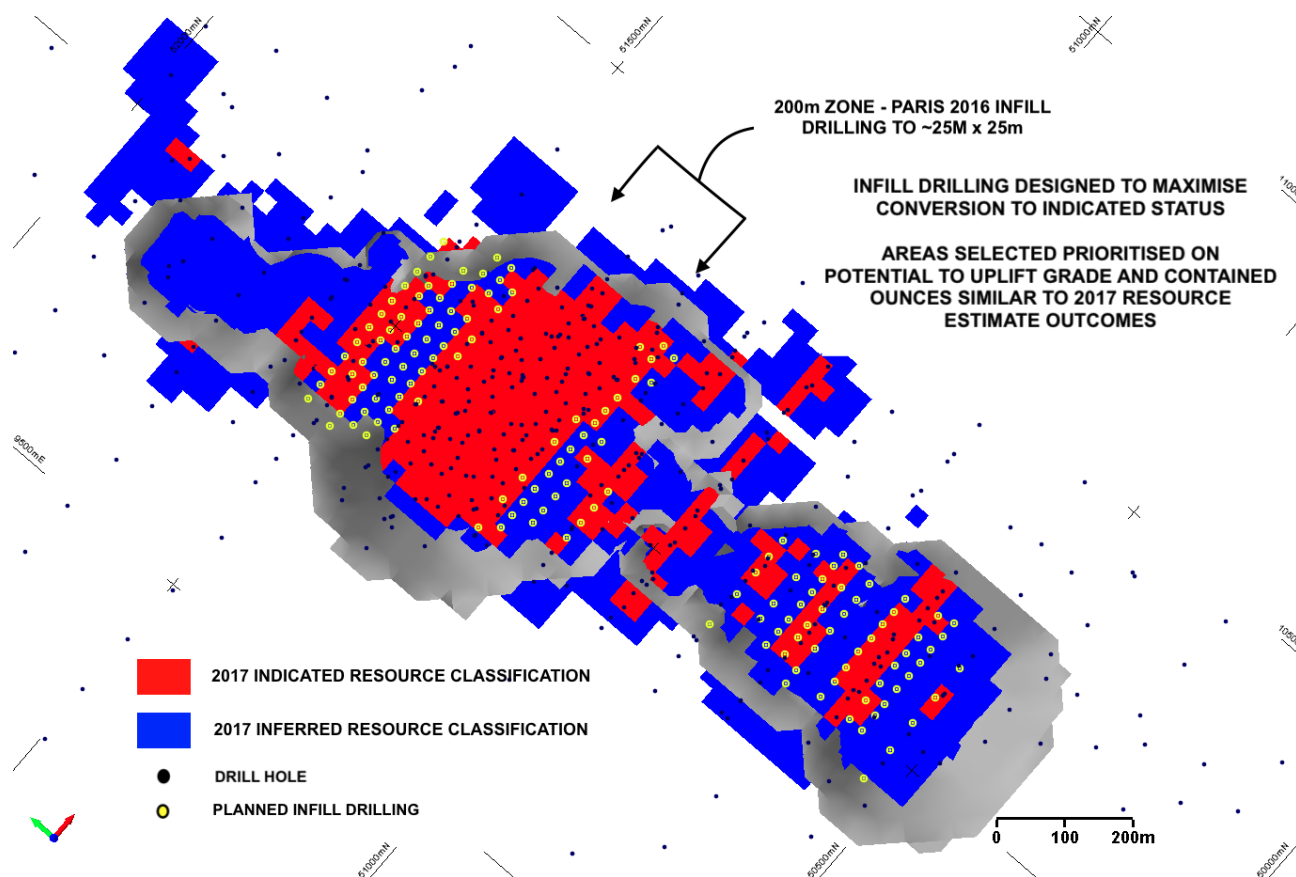 52000mN
51500mN
51000mN
200m ZONE - PARIS 2016 INFILL
DRILLING TO ~25M x 25m
INFILL DRILLING DESIGNED TO MAXIMISE
CONVERSION TO INDICATED STATUS
AREAS SELECTED PRIORITISED ON
POTENTIAL TO UPLIFT GRADE AND CONTAINED
OUNCES SIMILAR TO 2017 RESOURCE
ESTIMATE OUTCOMES
9500mE
2017 INDICATED RESOURCE CLASSIFICATION
2017 INFERRED RESOURCE CLASSIFICATION
DRILL HOLE
PLANNED INFILL DRILLING
0 100 200m
51000mN
50500mN
50000mN